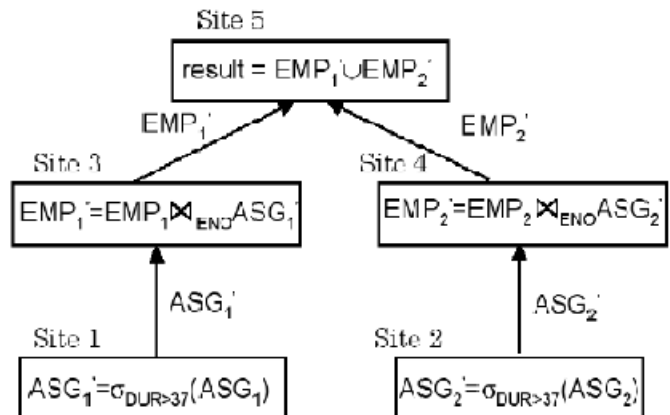 Site 5
result = EMP₁'∪EMP₂'
EMP₁'
EMP₂'
Site 3
Site 4
EMP₁'=EMP₁⋈ENOASG₁'
EMP₂'=EMP₂⋈ENOASG₂'
ASG₁'
ASG₂'
Site 1
Site 2
ASG₁'=σDUR>37(ASG₁)
ASG₂'=σDUR>37(ASG₂)